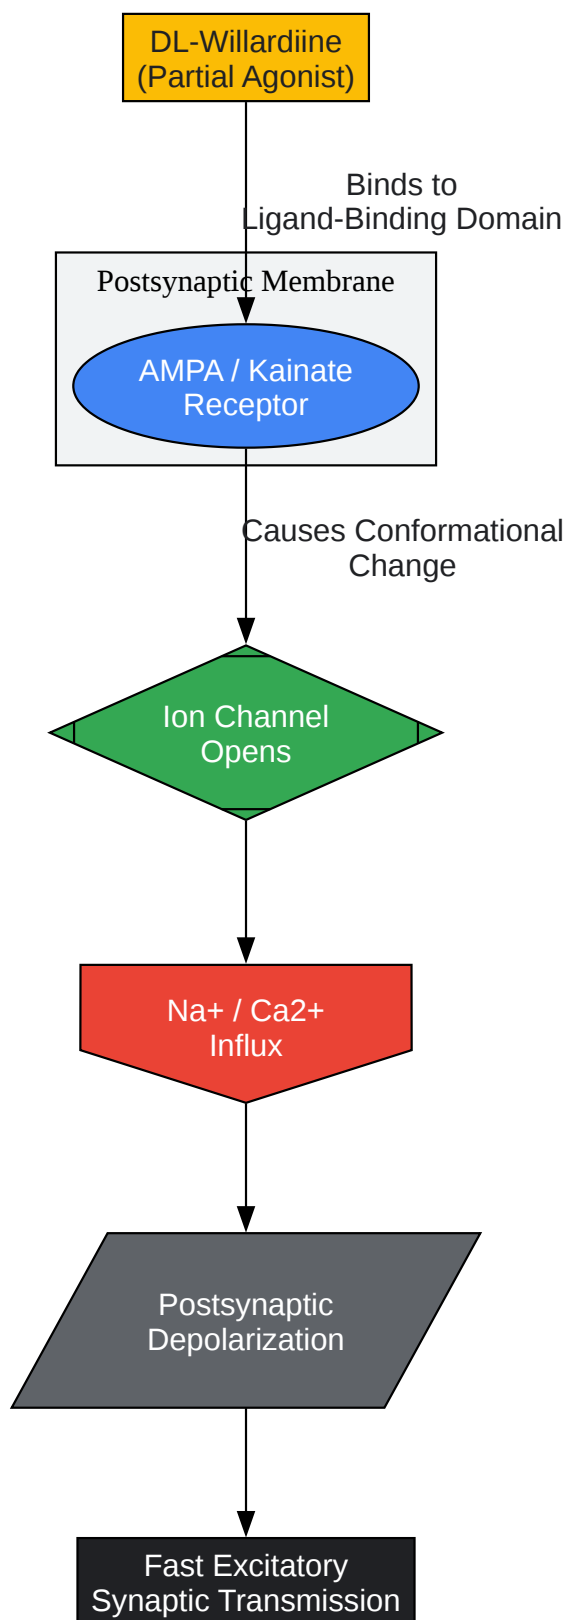 DL-Willardiine
(Partial Agonist)
Binds to
Ligand-Binding Domain
Postsynaptic Membrane
AMPA / Kainate
Receptor
Causes Conformational
Change
Ion Channel
Opens
Na+ / Ca2+
Influx
Postsynaptic
Depolarization
Fast Excitatory
Synaptic Transmission